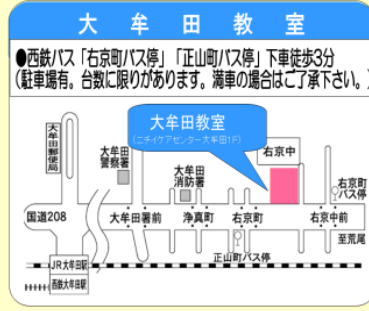 大牟田教室
●西鉄バス「右京町バス停」「正山町バス停」下車徒歩3分
(駐車場有。台数に限りがあります。満車の場合はご了承下さい。)
大牟田教室
(ニチイケアセンター大牟田1F)
大牟田郵便局
大牟田
警察署
大牟田
消防署
右京中
右京町
バス停
国道208
大牟田署前
浄真町
右京町
右京中前
至荒尾
正山町バス停
JR大牟田駅
西鉄大牟田駅